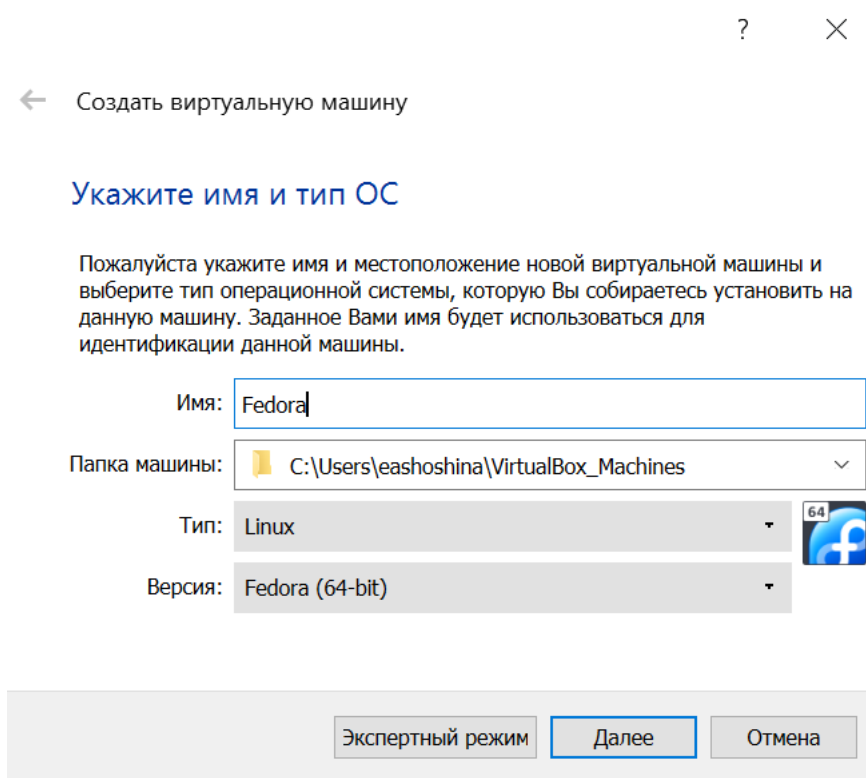 ?
Создать виртуальную машину
Укажите имя и тип ОС
Пожалуйста укажите имя и местоположение новой виртуальной машины и
выберите тип операционной системы, которую Вы собираетесь установить на
данную машину. Заданное Вами имя будет использоваться для
идентификации данной машины.
Имя: Fedora
Папка машины: C:\Users\eashoshina\VirtualBox_Machines
Тип: Linux
64
Версия: Fedora (64-bit)
Экспертный режим Далее Отмена